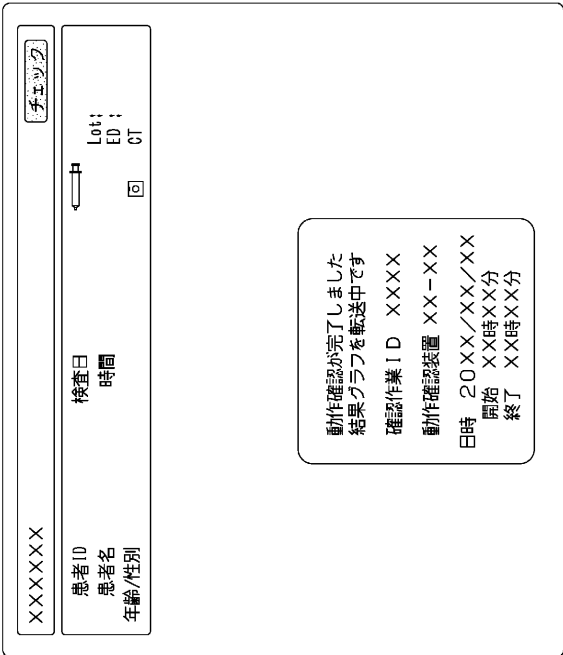 XXXXXX
チェック
患者ID
患者名
年齢/性別
検査日
時間
Lot:
ED :
CT
動作確認が完了しました
結果グラフを転送中です
確認作業ID XXXX
動作確認装置 XX-XX
日時 20XX/XX/XX
開始 XX時XX分
終了 XX時XX分